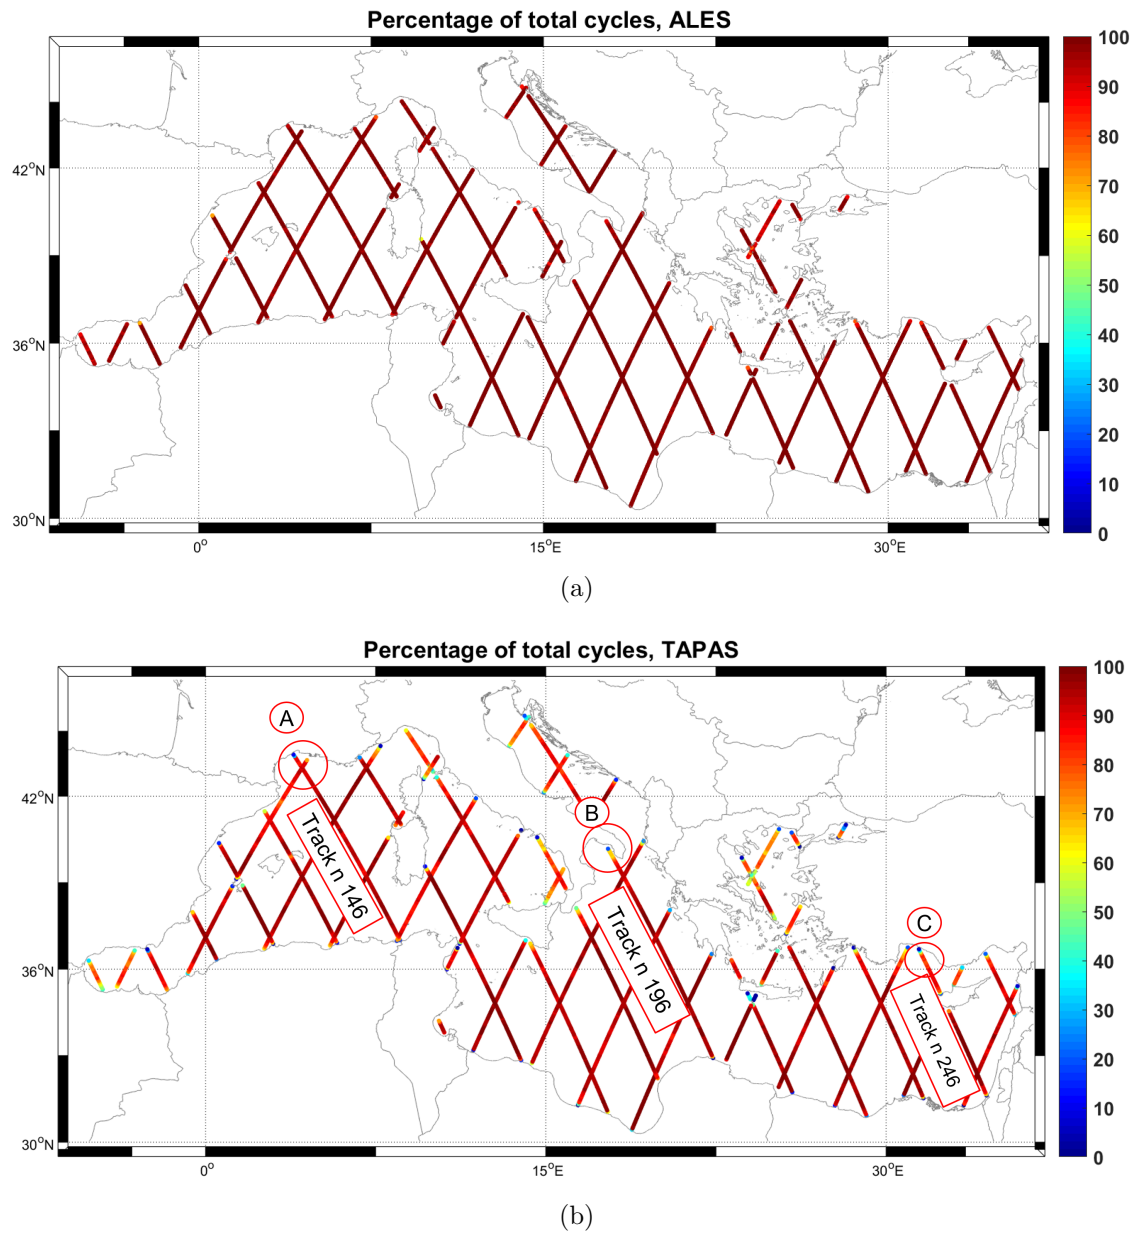 Percentage of total cycles, ALES
100
90
80
70
60
50
40
30
20
10
0
42°N
36°N
30°N
0°
15°E
30°E
(a)
Percentage of total cycles, TAPAS
100
90
80
70
60
50
40
30
20
10
0
A
B
C
Track n 146
Track n 196
Track n 246
42°N
36°N
30°N
0°
15°E
30°E
(b)